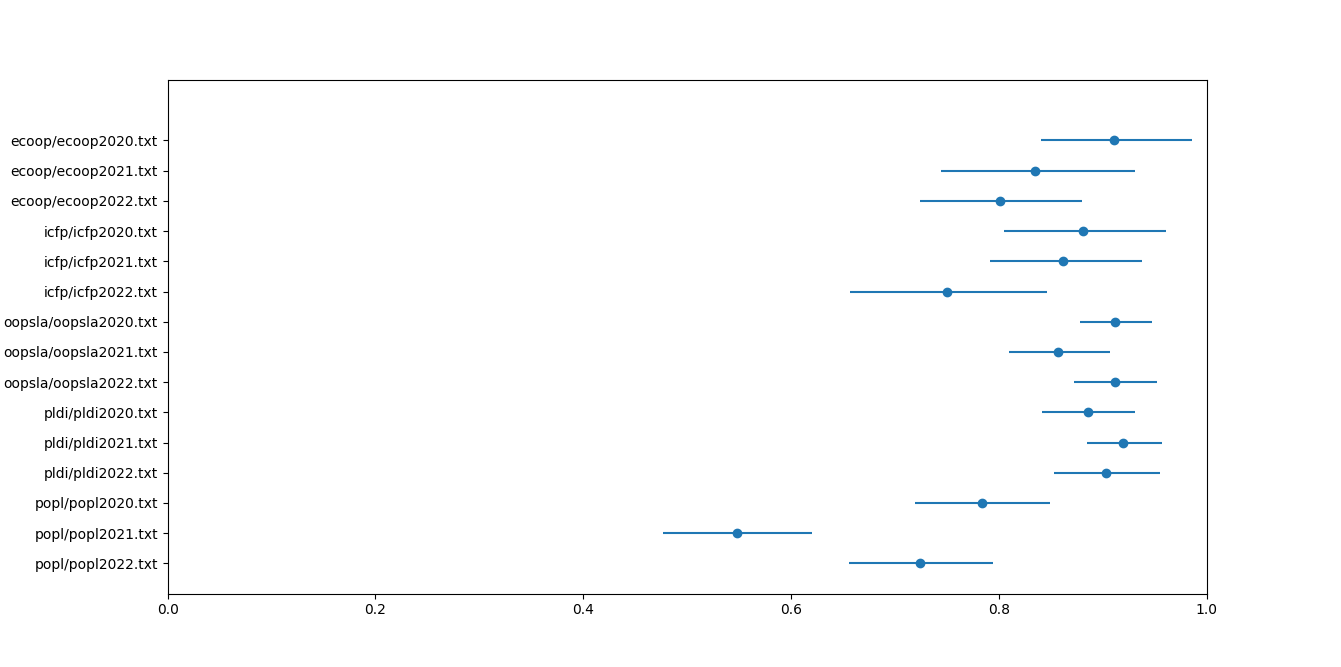 ecoop/ecoop2020.txt
ecoop/ecoop2021.txt
ecoop/ecoop2022.txt
icfp/icfp2020.txt
icfp/icfp2021.txt
icfp/icfp2022.txt
oopsla/oopsla2020.txt
oopsla/oopsla2021.txt
oopsla/oopsla2022.txt
pldi/pldi2020.txt
pldi/pldi2021.txt
pldi/pldi2022.txt
popl/popl2020.txt
popl/popl2021.txt
popl/popl2022.txt
0.0 0.2 0.4 0.6 0.8 1.0